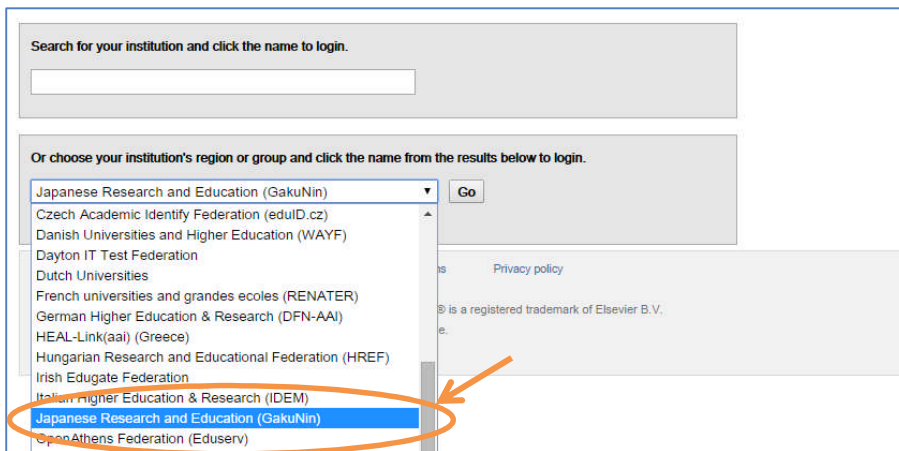 Search for your institution and click the name to login.
Or choose your institution's region or group and click the name from the results below to login.
Japanese Research and Education (GakuNin)
Go
Czech Academic Identify Federation (eduID.cz)
Danish Universities and Higher Education (WAYF)
Dayton IT Test Federation
Dutch Universities
Privacy policy
French universities and grandes ecoles (RENATER)
® is a registered trademark of Elsevier B.V.
German Higher Education & Research (DFN-AAI)
HEAL-Link(aai) (Greece)
Hungarian Research and Educational Federation (HREF)
Irish Edugate Federation
Italian Higher Education & Research (IDEM)
Japanese Research and Education (GakuNin)
OpenAthens Federation (Eduserv)